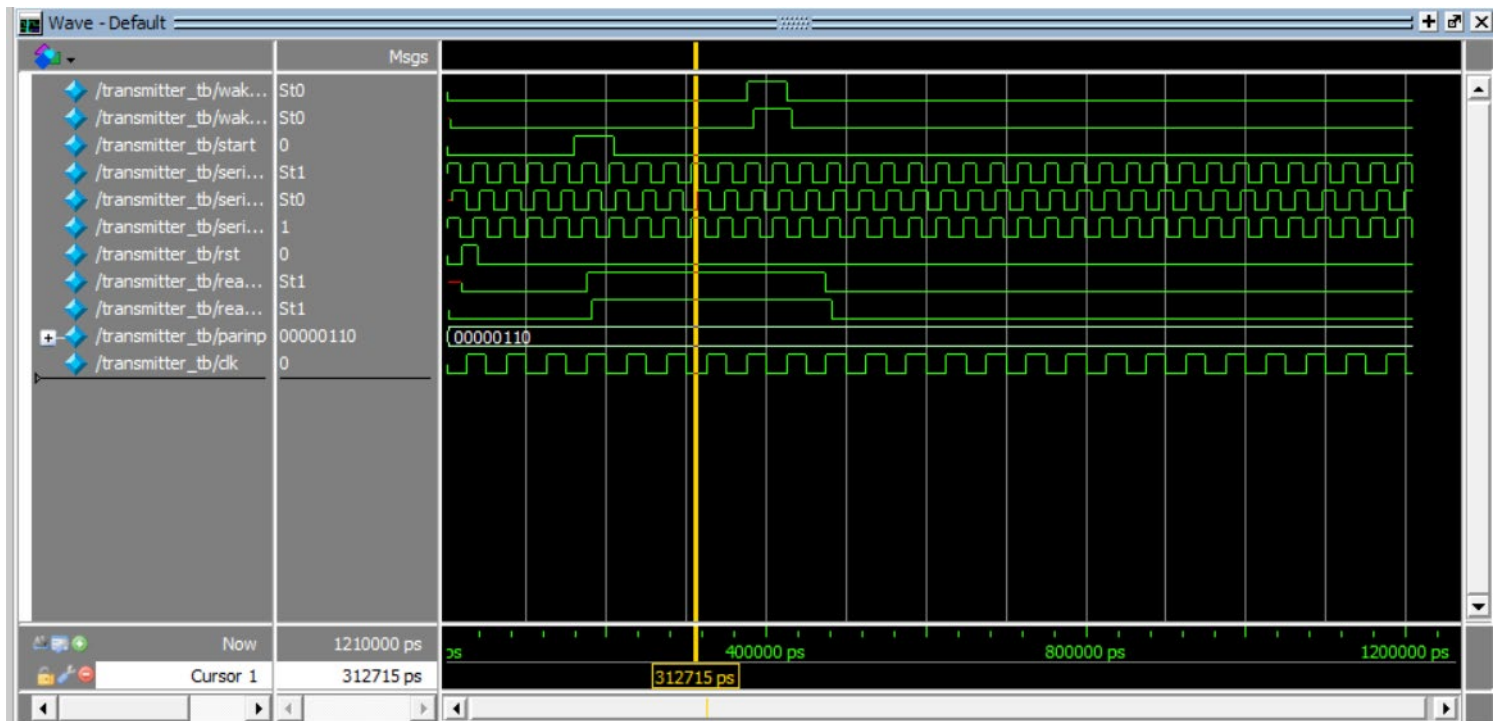 Wave - Default
Msgs
/transmitter_tb/wak... St0
/transmitter_tb/wak... St0
/transmitter_tb/start 0
/transmitter_tb/seri... St1
/transmitter_tb/seri... St0
/transmitter_tb/seri... 1
/transmitter_tb/rst 0
/transmitter_tb/rea... St1
/transmitter_tb/rea... St1
/transmitter_tb/parinp 00000110 00000110
/transmitter_tb/clk 0
Now 1210000 ps ps 400000 ps 800000 ps 1200000 ps
Cursor 1 312715 ps 312715 ps